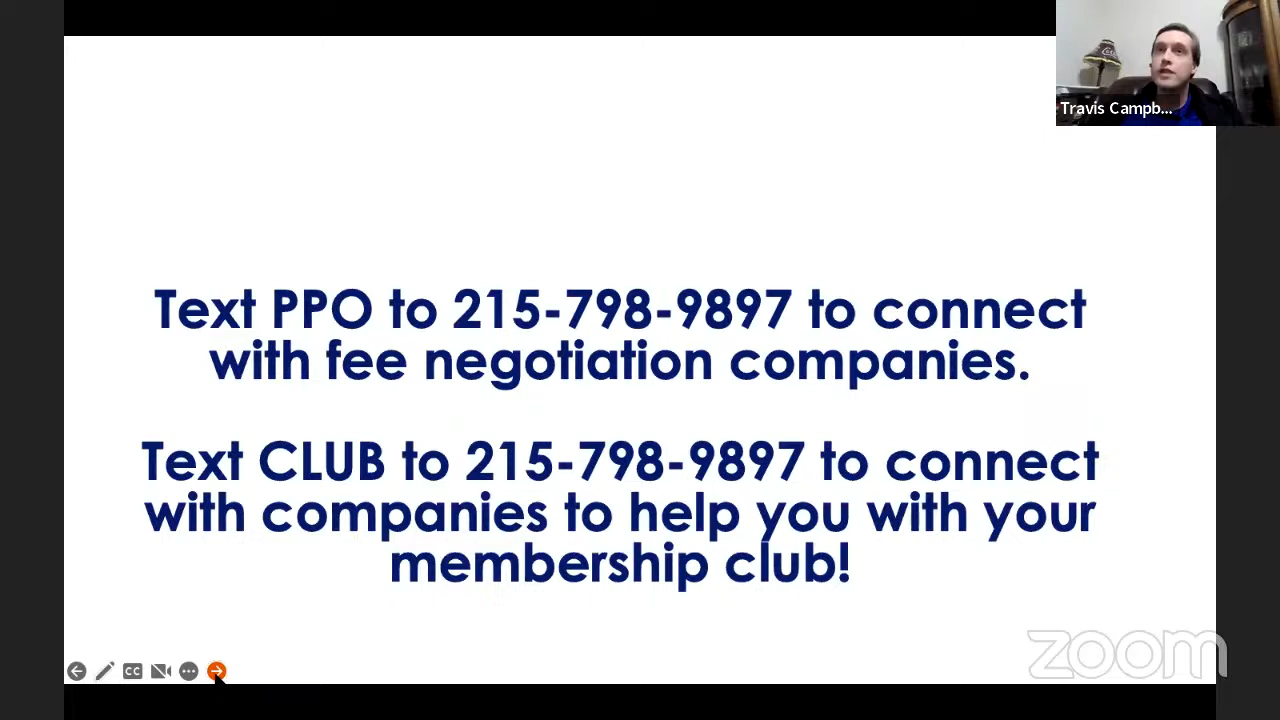 Travis Campb...
Text PPO to 215-798-9897 to connect
with fee negotiation companies.
Text CLUB to 215-798-9897 to connect
with companies to help you with your
membership club!
CC
zoom